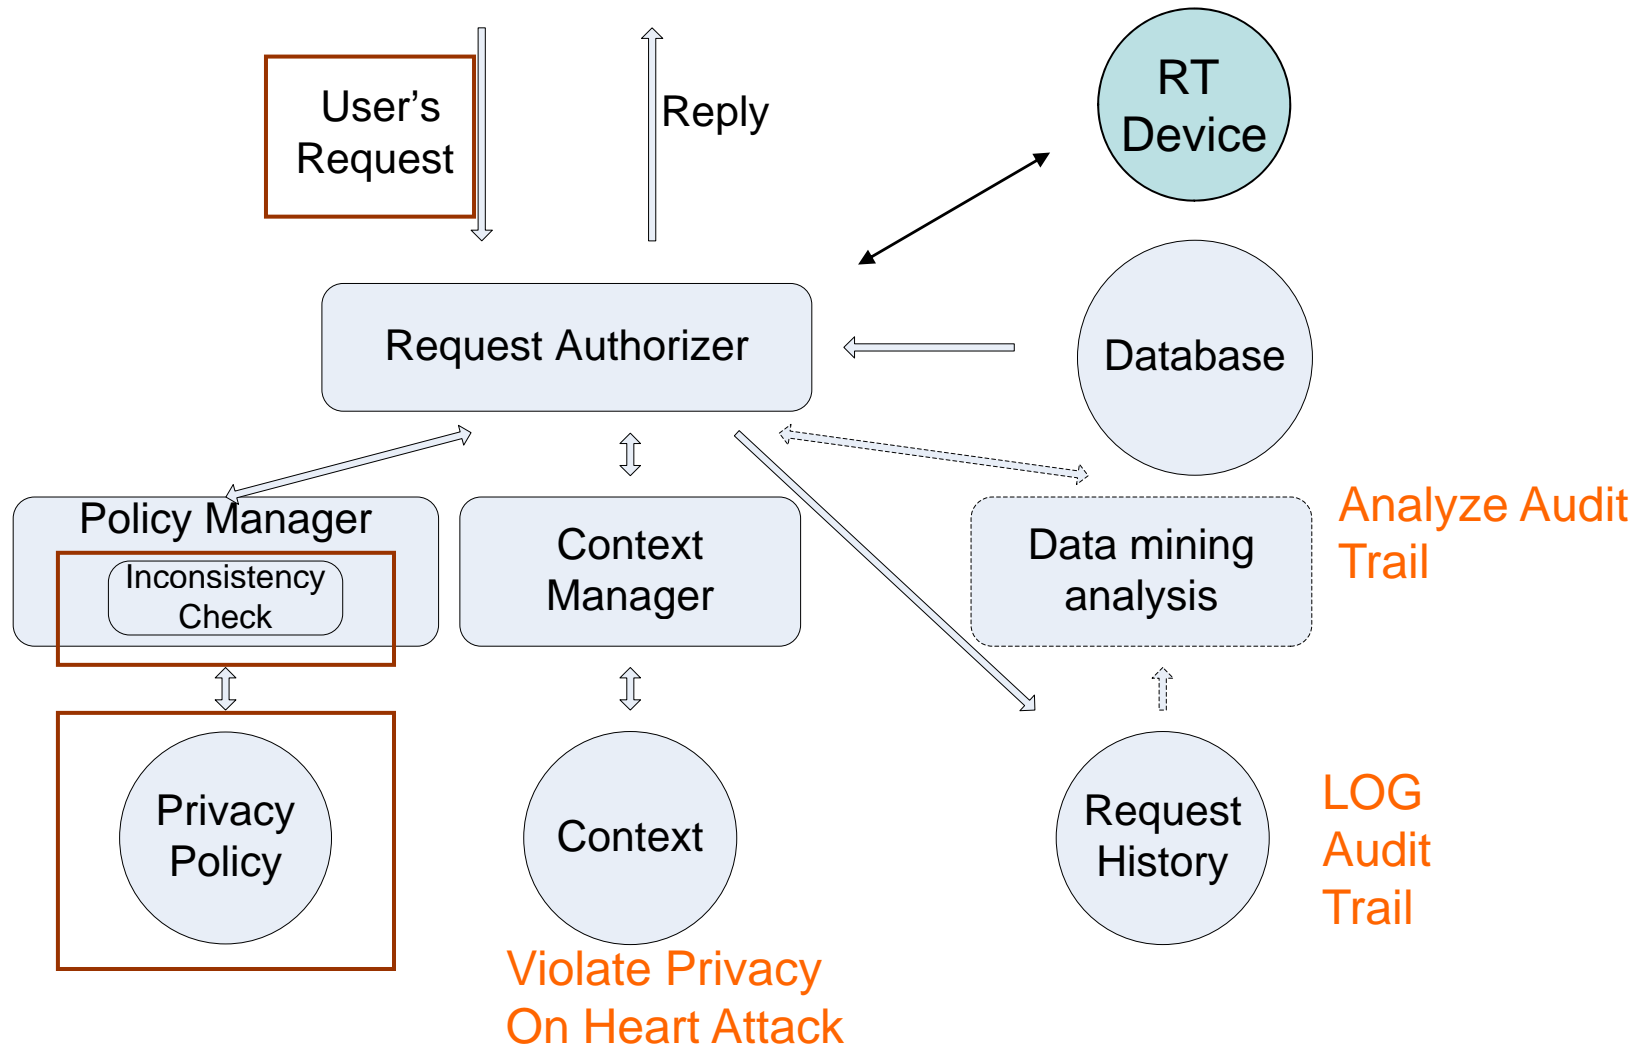 User’s
Request
Reply
RT
Device
Request Authorizer
Database
Policy Manager
Inconsistency
Check
Context
Manager
Data mining
analysis
Analyze Audit
Trail
Privacy
Policy
Context
Request
History
LOG
Audit
Trail
Violate Privacy
On Heart Attack